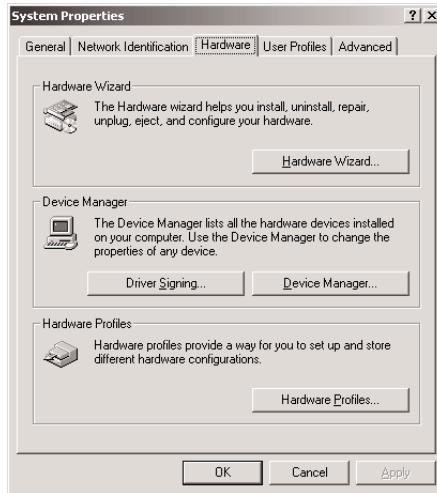 System Properties
? X
General Network Identification Hardware User Profiles Advanced
Hardware Wizard
The Hardware wizard helps you install, uninstall, repair,
unplug, eject, and configure your hardware.
Hardware Wizard...
Device Manager
The Device Manager lists all the hardware devices installed
on your computer. Use the Device Manager to change the
properties of any device.
Driver Signing... Device Manager...
Hardware Profiles
Hardware profiles provide a way for you to set up and store
different hardware configurations.
Hardware Profiles...
OK Cancel Apply